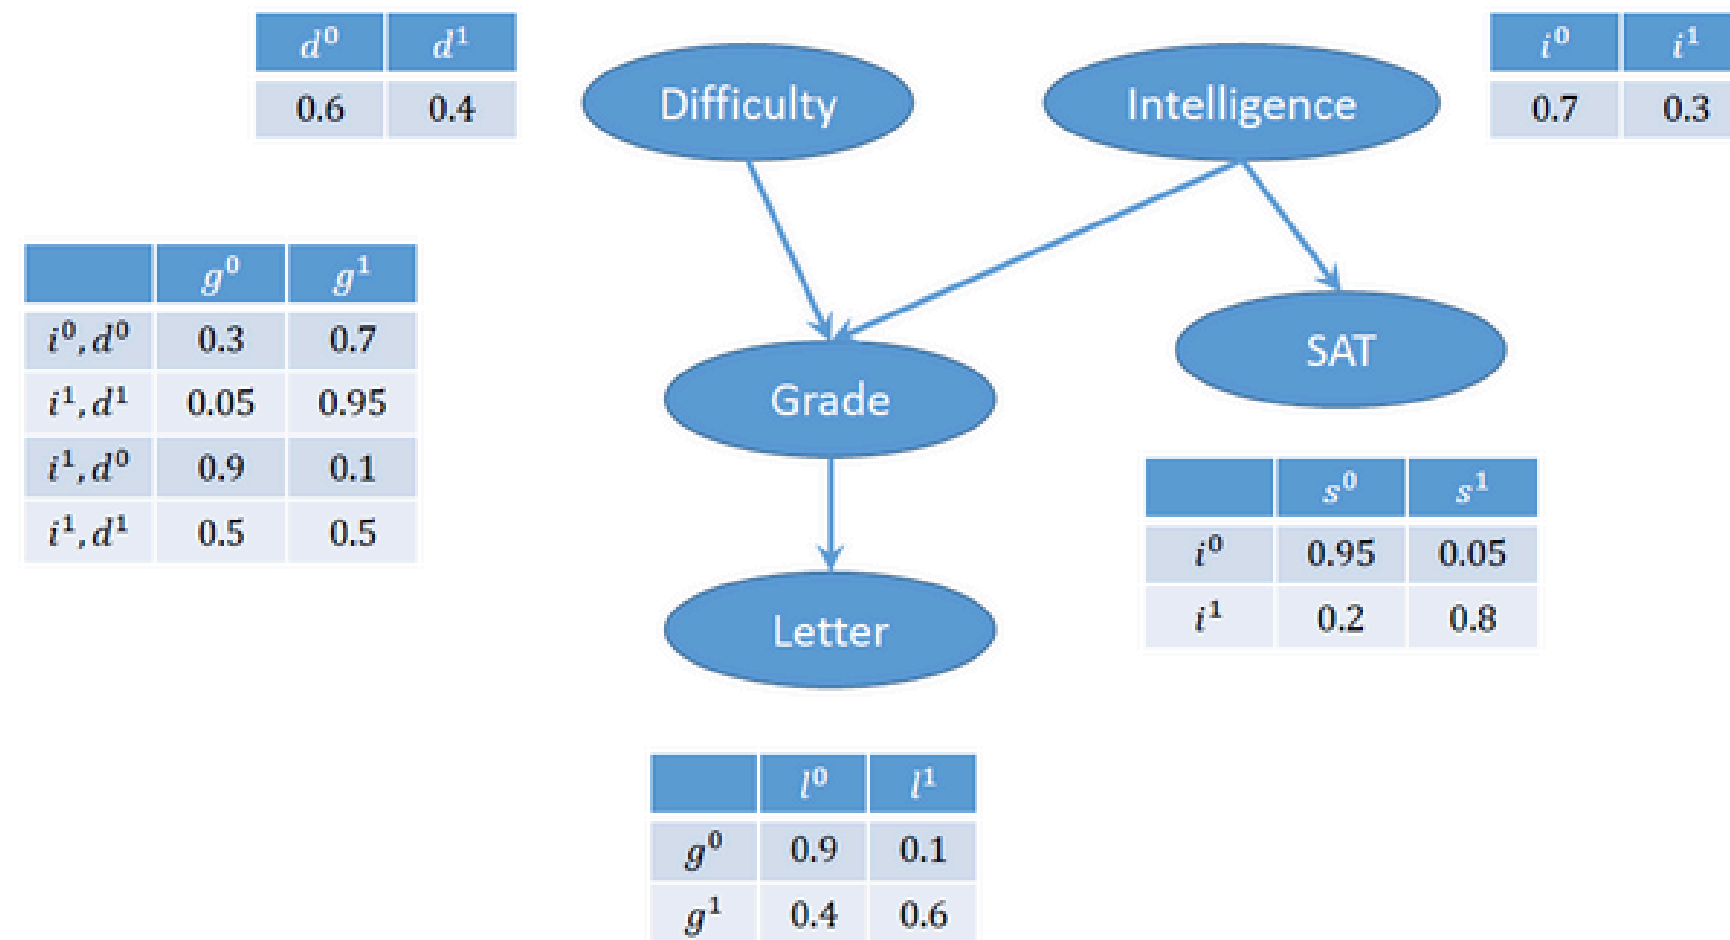 d⁰ d¹
0.6 0.4
Difficulty
Intelligence
i⁰ i¹
0.7 0.3
g⁰ g¹
i⁰, d⁰ 0.3 0.7
i¹, d¹ 0.05 0.95
i¹, d⁰ 0.9 0.1
i¹, d¹ 0.5 0.5
Grade
SAT
s⁰ s¹
i⁰ 0.95 0.05
i¹ 0.2 0.8
Letter
l⁰ l¹
g⁰ 0.9 0.1
g¹ 0.4 0.6